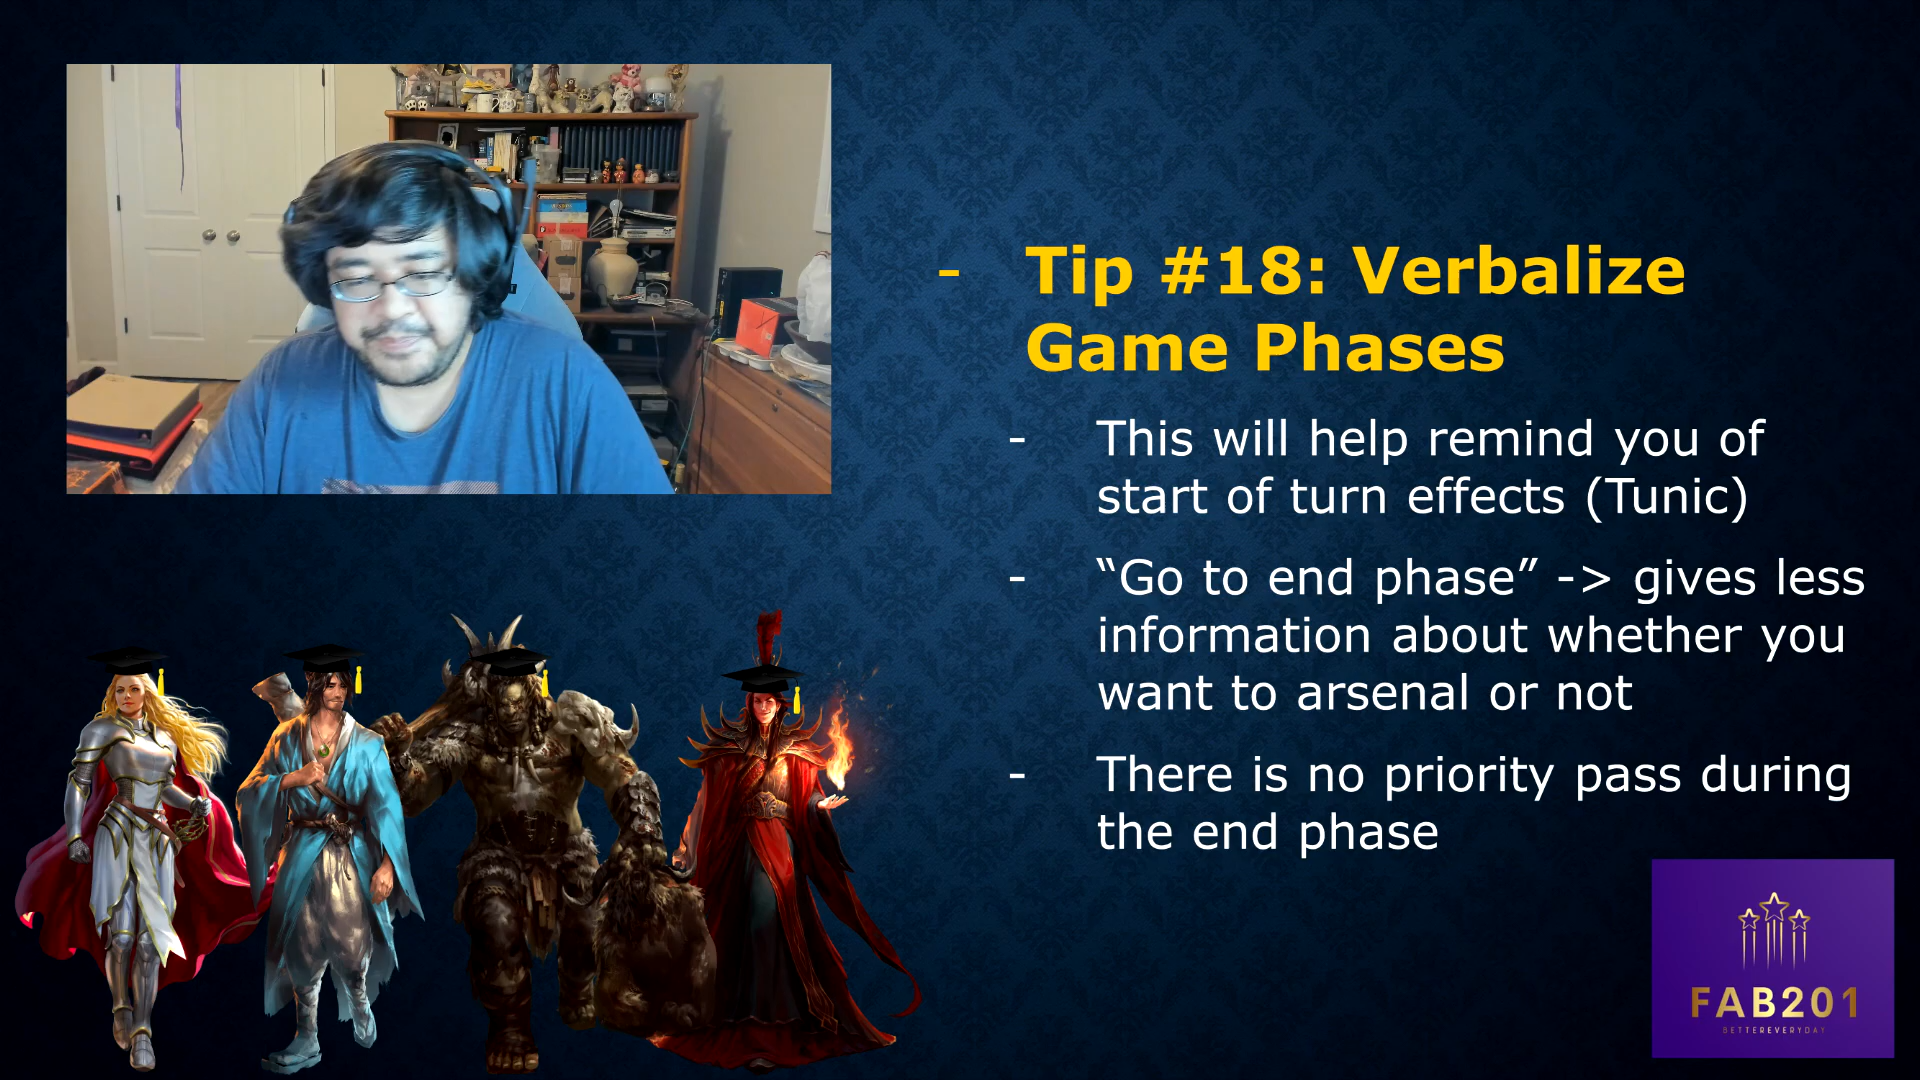 - Tip #18: Verbalize
Game Phases
- This will help remind you of
start of turn effects (Tunic)
- “Go to end phase” -> gives less
information about whether you
want to arsenal or not
- There is no priority pass during
the end phase
FAB201
BETTEREVERYDAY